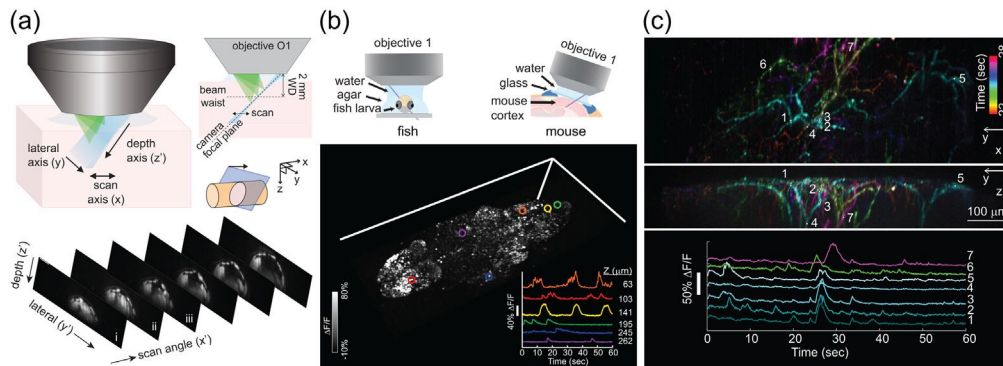 (a)
objective O1
2 mm
WD
beam
waist
scan
camera
focal plane
lateral
axis (y)
depth
axis (z')
scan
axis (x)
x
y
z
depth (z')
lateral (y')
i
ii
iii
scan angle (x')
(b)
objective 1
water
agar
fish larva
fish
objective 1
water
glass
mouse
cortex
mouse
80%
ΔF/F
-10%
Z (μm)
63
103
141
195
245
262
40% ΔF/F
0 10 20 30 40 50 60
Time (sec)
(c)
7
6
5
1
3
2
4
38
Time (sec)
y
x
1
5
2
3
4
7
y
z
100 μm
50% ΔF/F
7
6
5
4
3
2
1
0 10 20 30 40 50 60
Time (sec)